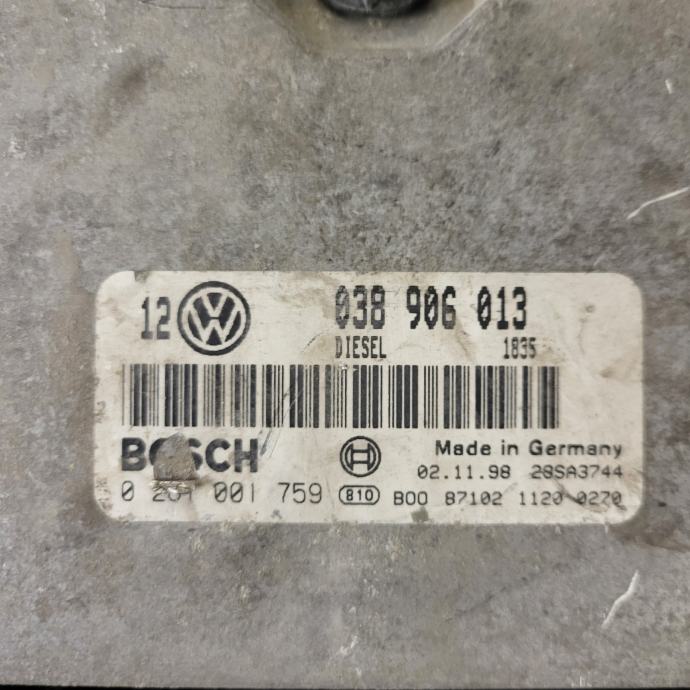 12 VW 038 906 013
DIESEL 1835
BOSCH Made in Germany
02.11.98 28SA3744
0 281 001 759 810 B00 87102 1120 0270